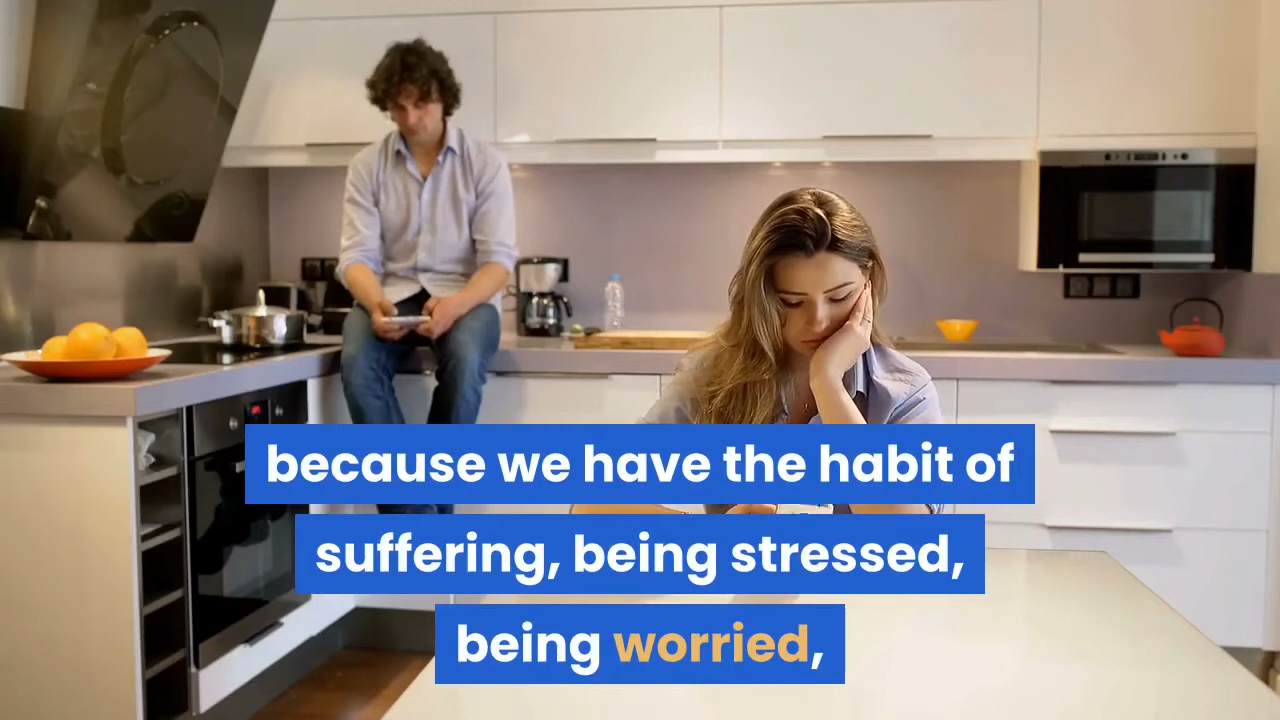 because we have the habit of
suffering, being stressed,
being worried,